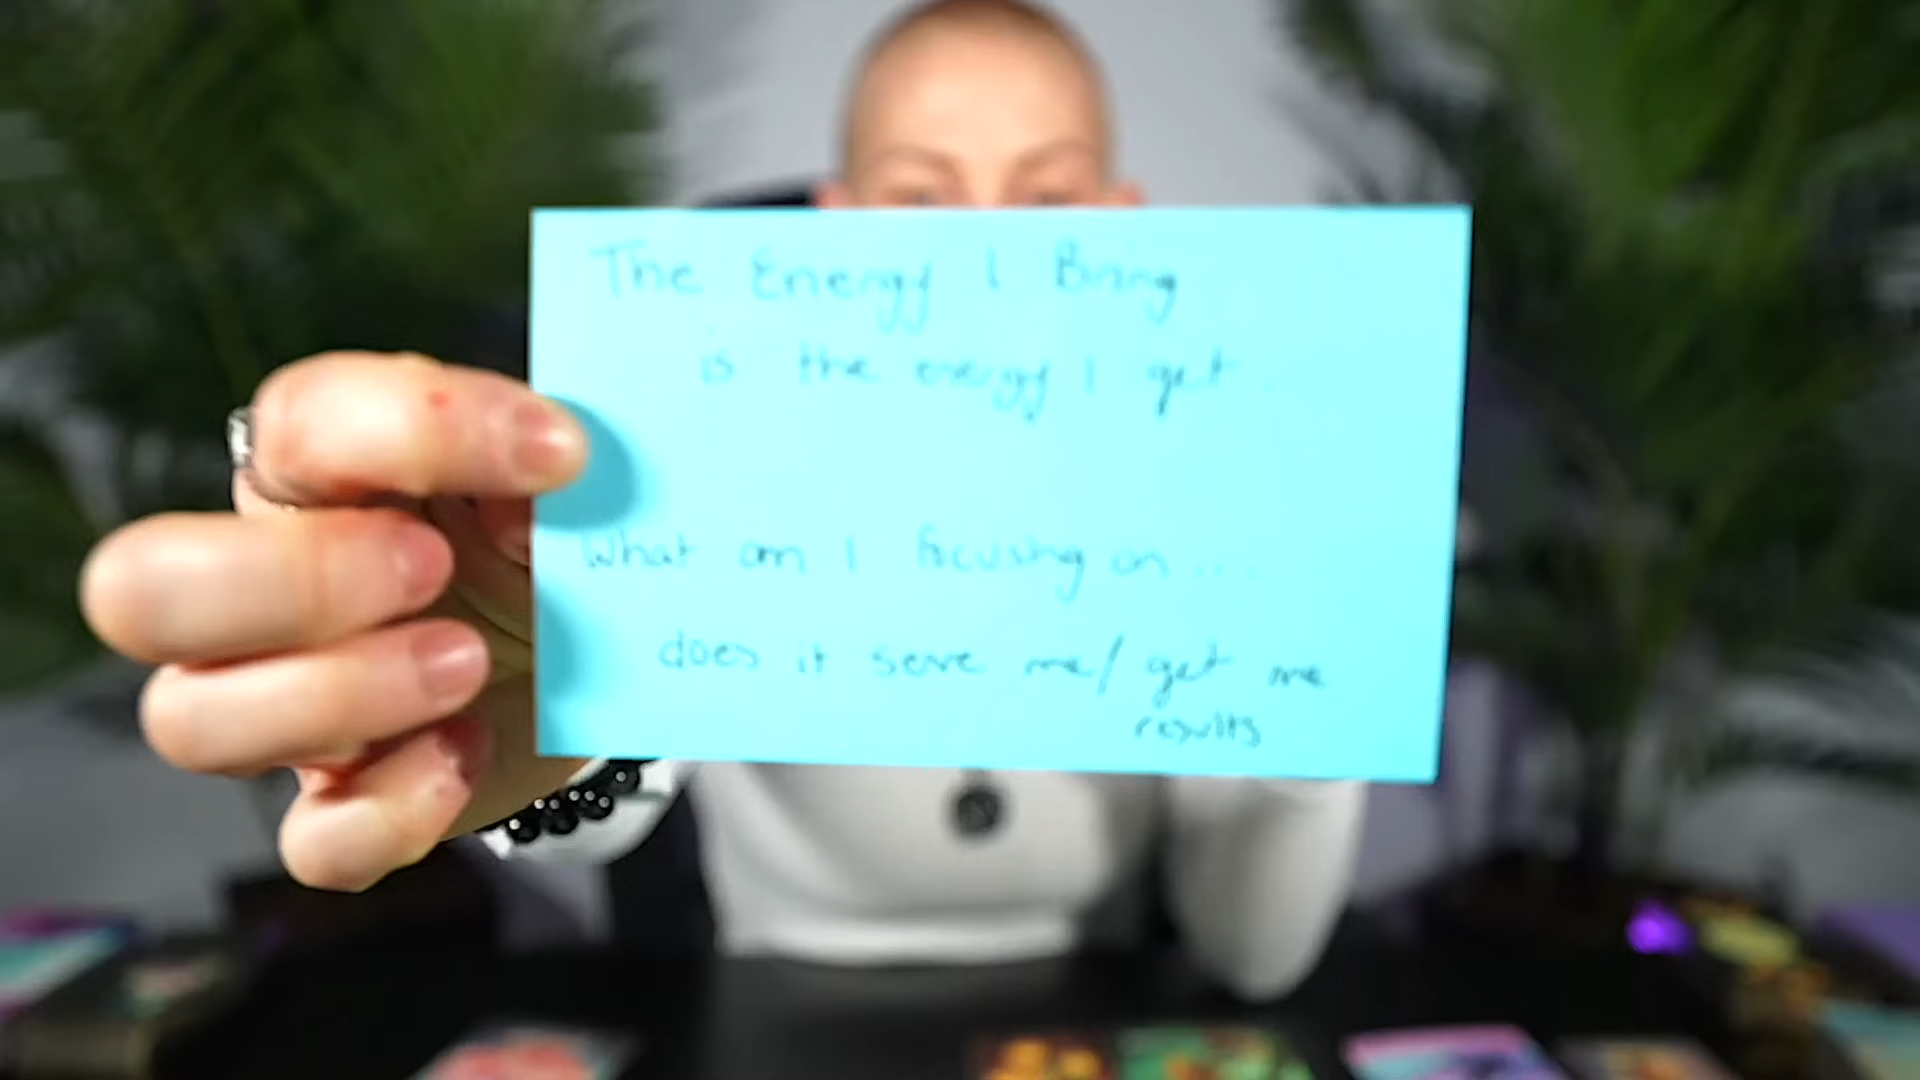 The Energy I Bring
is the energy I get.
What am I focusing on...
does it serve me/ get me
results